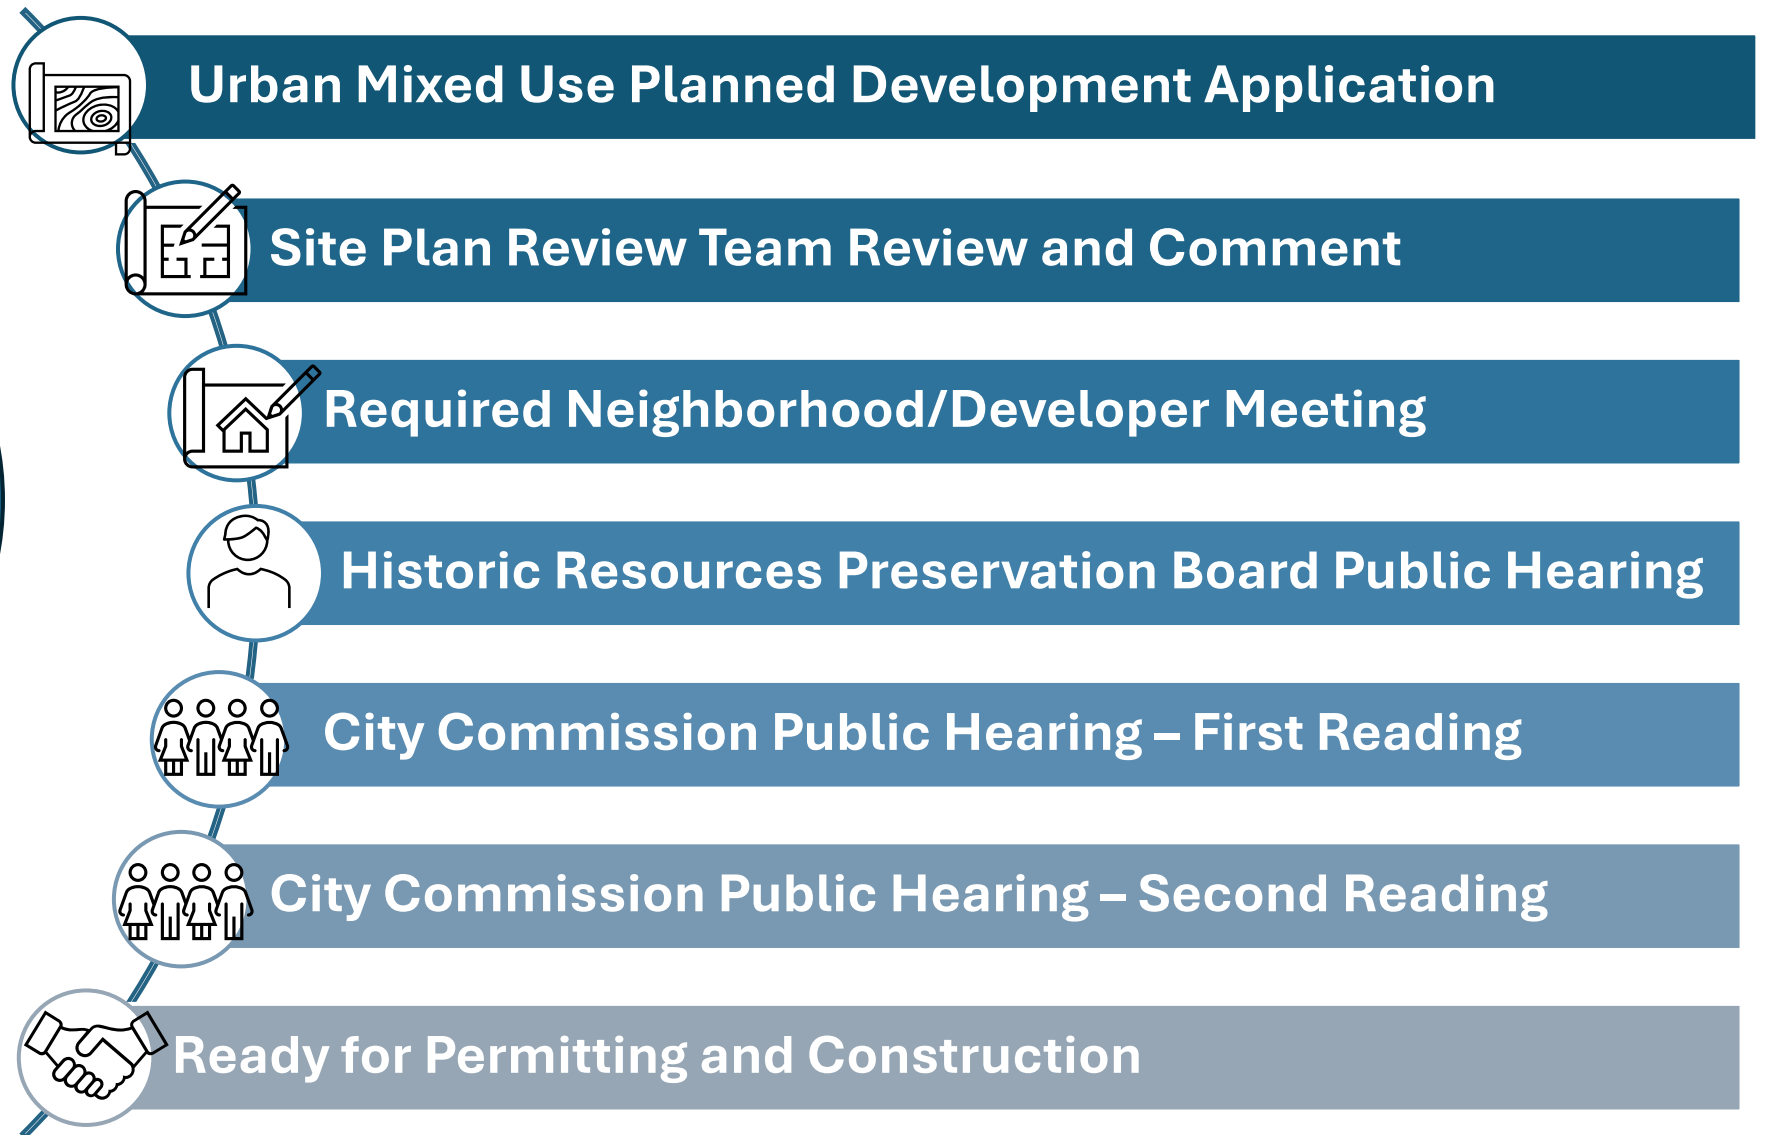 Urban Mixed Use Planned Development Application
Site Plan Review Team Review and Comment
Required Neighborhood/Developer Meeting
Historic Resources Preservation Board Public Hearing
City Commission Public Hearing – First Reading
City Commission Public Hearing – Second Reading
Ready for Permitting and Construction